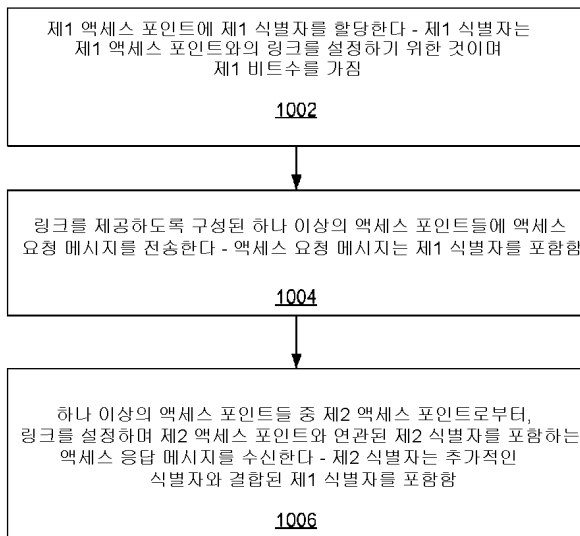 제1 액세스 포인트에 제1 식별자를 할당한다 - 제1 식별자는
제1 액세스 포인트와의 링크를 설정하기 위한 것이며
제1 비트수를 가짐
1002
링크를 제공하도록 구성된 하나 이상의 액세스 포인트들에 액세스
요청 메시지를 전송한다 - 액세스 요청 메시지는 제1 식별자를 포함함
1004
하나 이상의 액세스 포인트들 중 제2 액세스 포인트로부터,
링크를 설정하며 제2 액세스 포인트와 연관된 제2 식별자를 포함하는
액세스 응답 메시지를 수신한다 - 제2 식별자는 추가적인
식별자와 결합된 제1 식별자를 포함함
1006